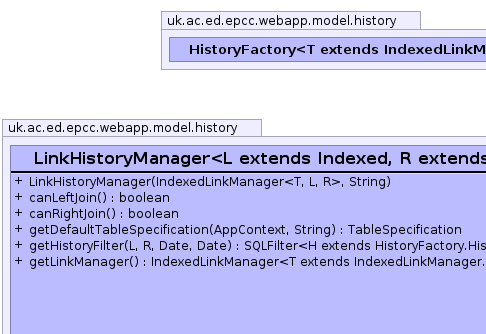 uk.ac.ed.epcc.webapp.model.history
HistoryFactory<T extends IndexedLinkM
uk.ac.ed.epcc.webapp.model.history
LinkHistoryManager<L extends Indexed, R extends
+ LinkHistoryManager(IndexedLinkManager<T, L, R>, String)
+ canLeftJoin() : boolean
+ canRightJoin() : boolean
+ getDefaultTableSpecification(AppContext, String) : TableSpecification
+ getHistoryFilter(L, R, Date, Date) : SQLFilter<H extends HistoryFactory.His
+ getLinkManager() : IndexedLinkManager<T extends IndexedLinkManager.